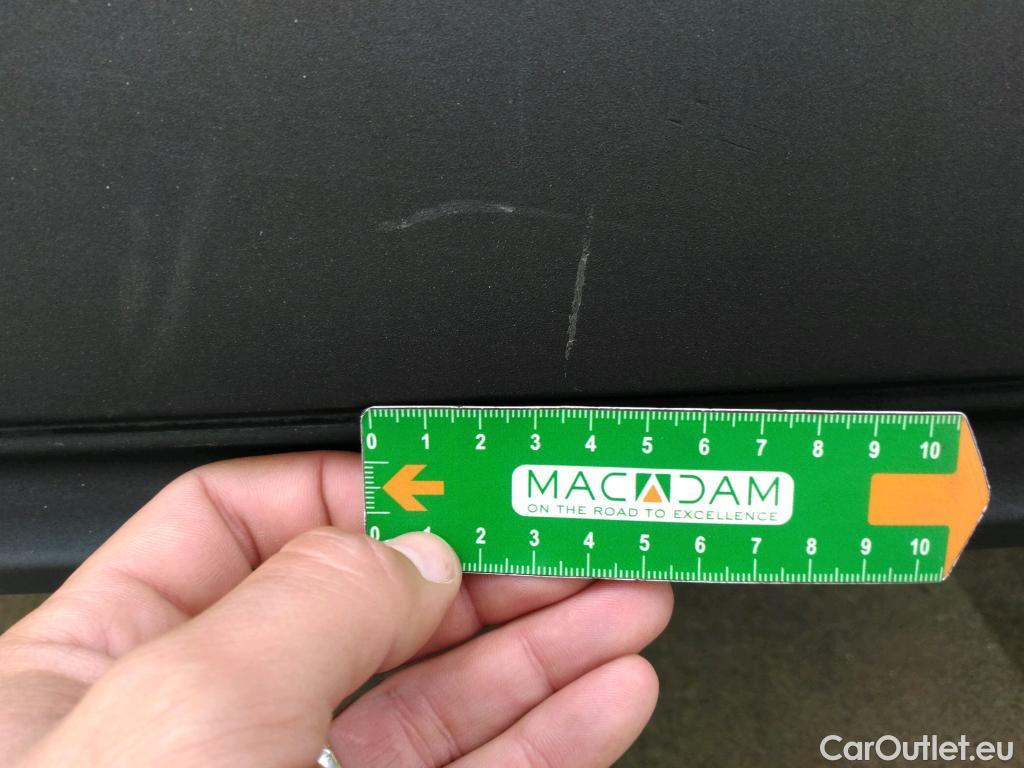 0 1 2 3 4 5 6 7 8 9 10
MACADAM
ON THE ROAD TO EXCELLENCE
0 1 2 3 4 5 6 7 8 9 10
CarOutlet.eu